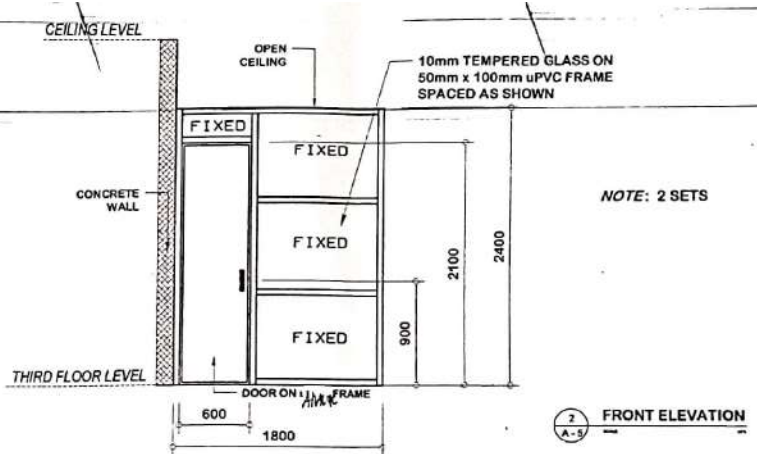 CEILING LEVEL
OPEN
CEILING
10mm TEMPERED GLASS ON
50mm x 100mm uPVC FRAME
SPACED AS SHOWN
FIXED
FIXED
CONCRETE
WALL
NOTE: 2 SETS
FIXED
2100
2400
900
FIXED
THIRD FLOOR LEVEL
DOOR ON FRAME
600
1800
2
A-5
FRONT ELEVATION